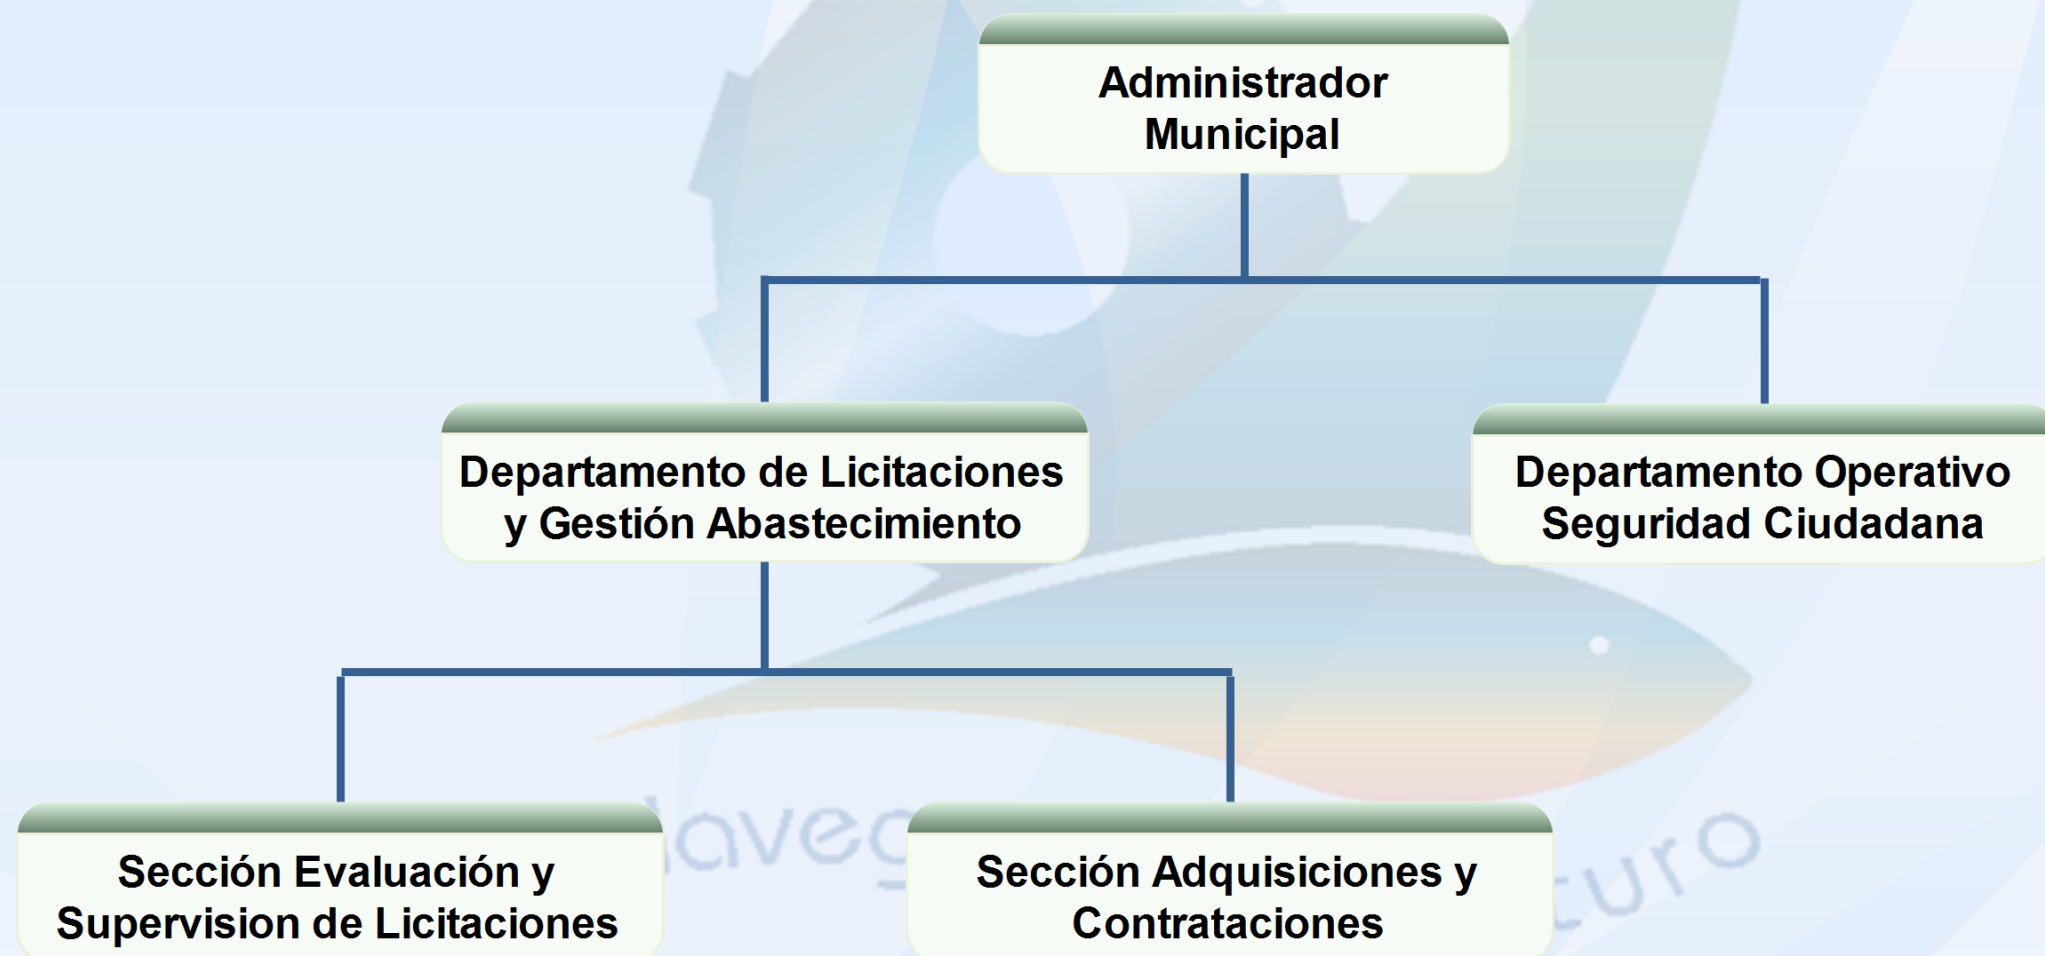 Administrador
Municipal
Departamento de Licitaciones
y Gestión Abastecimiento
Departamento Operativo
Seguridad Ciudadana
Sección Evaluación y
Supervision de Licitaciones
Sección Adquisiciones y
Contrataciones